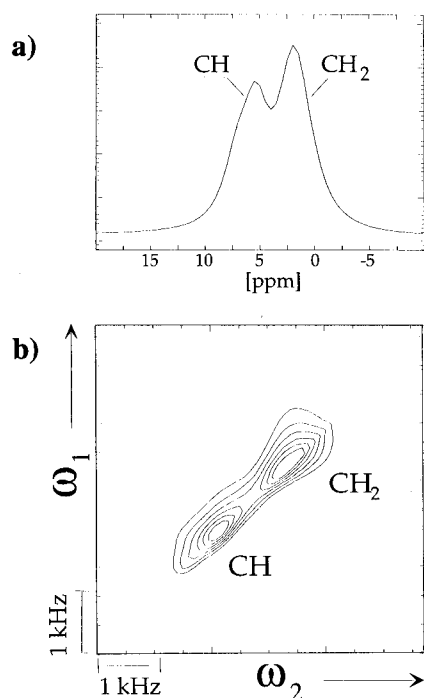 a)
CH
CH₂
15 10 5 0 -5
[ppm]
b)
ω₁
CH₂
CH
1 kHz
1 kHz
ω₂